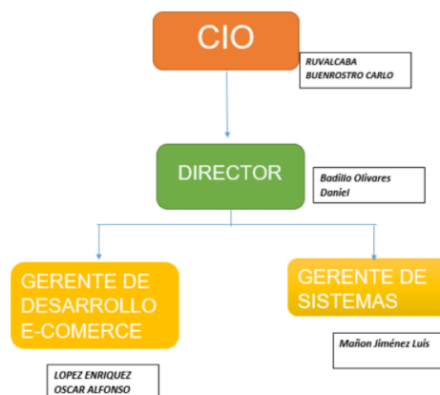 CIO
RUVALCABA
BUENROSTRO CARLO
DIRECTOR
Badillo Olivares
Daniel
GERENTE DE
DESARROLLO
E-COMERCE
GERENTE DE
SISTEMAS
Mañon Jiménez Luis
LOPEZ ENRIQUEZ
OSCAR ALFONSO